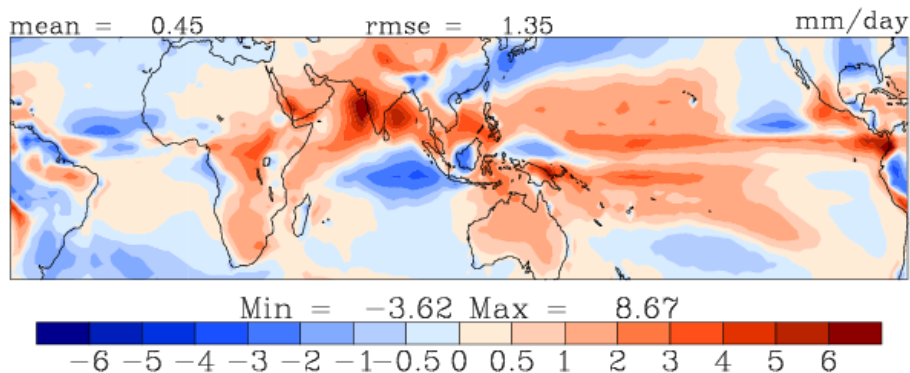 mean = 0.45 rmse = 1.35 mm/day
Min = −3.62 Max = 8.67
−6 −5 −4 −3 −2 −1 −0.5 0 0.5 1 2 3 4 5 6